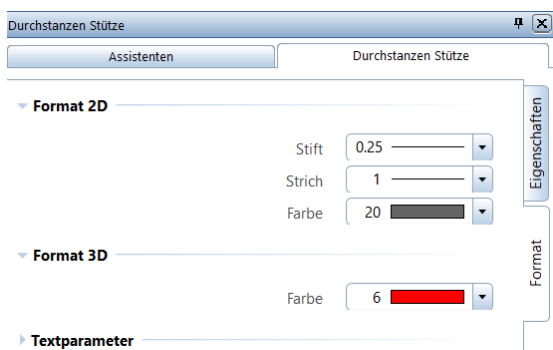 Durchstanzen Stütze
Assistenten Durchstanzen Stütze
Format 2D
Stift 0.25
Strich 1
Farbe 20
Format 3D
Farbe 6
Textparameter
Eigenschaften
Format